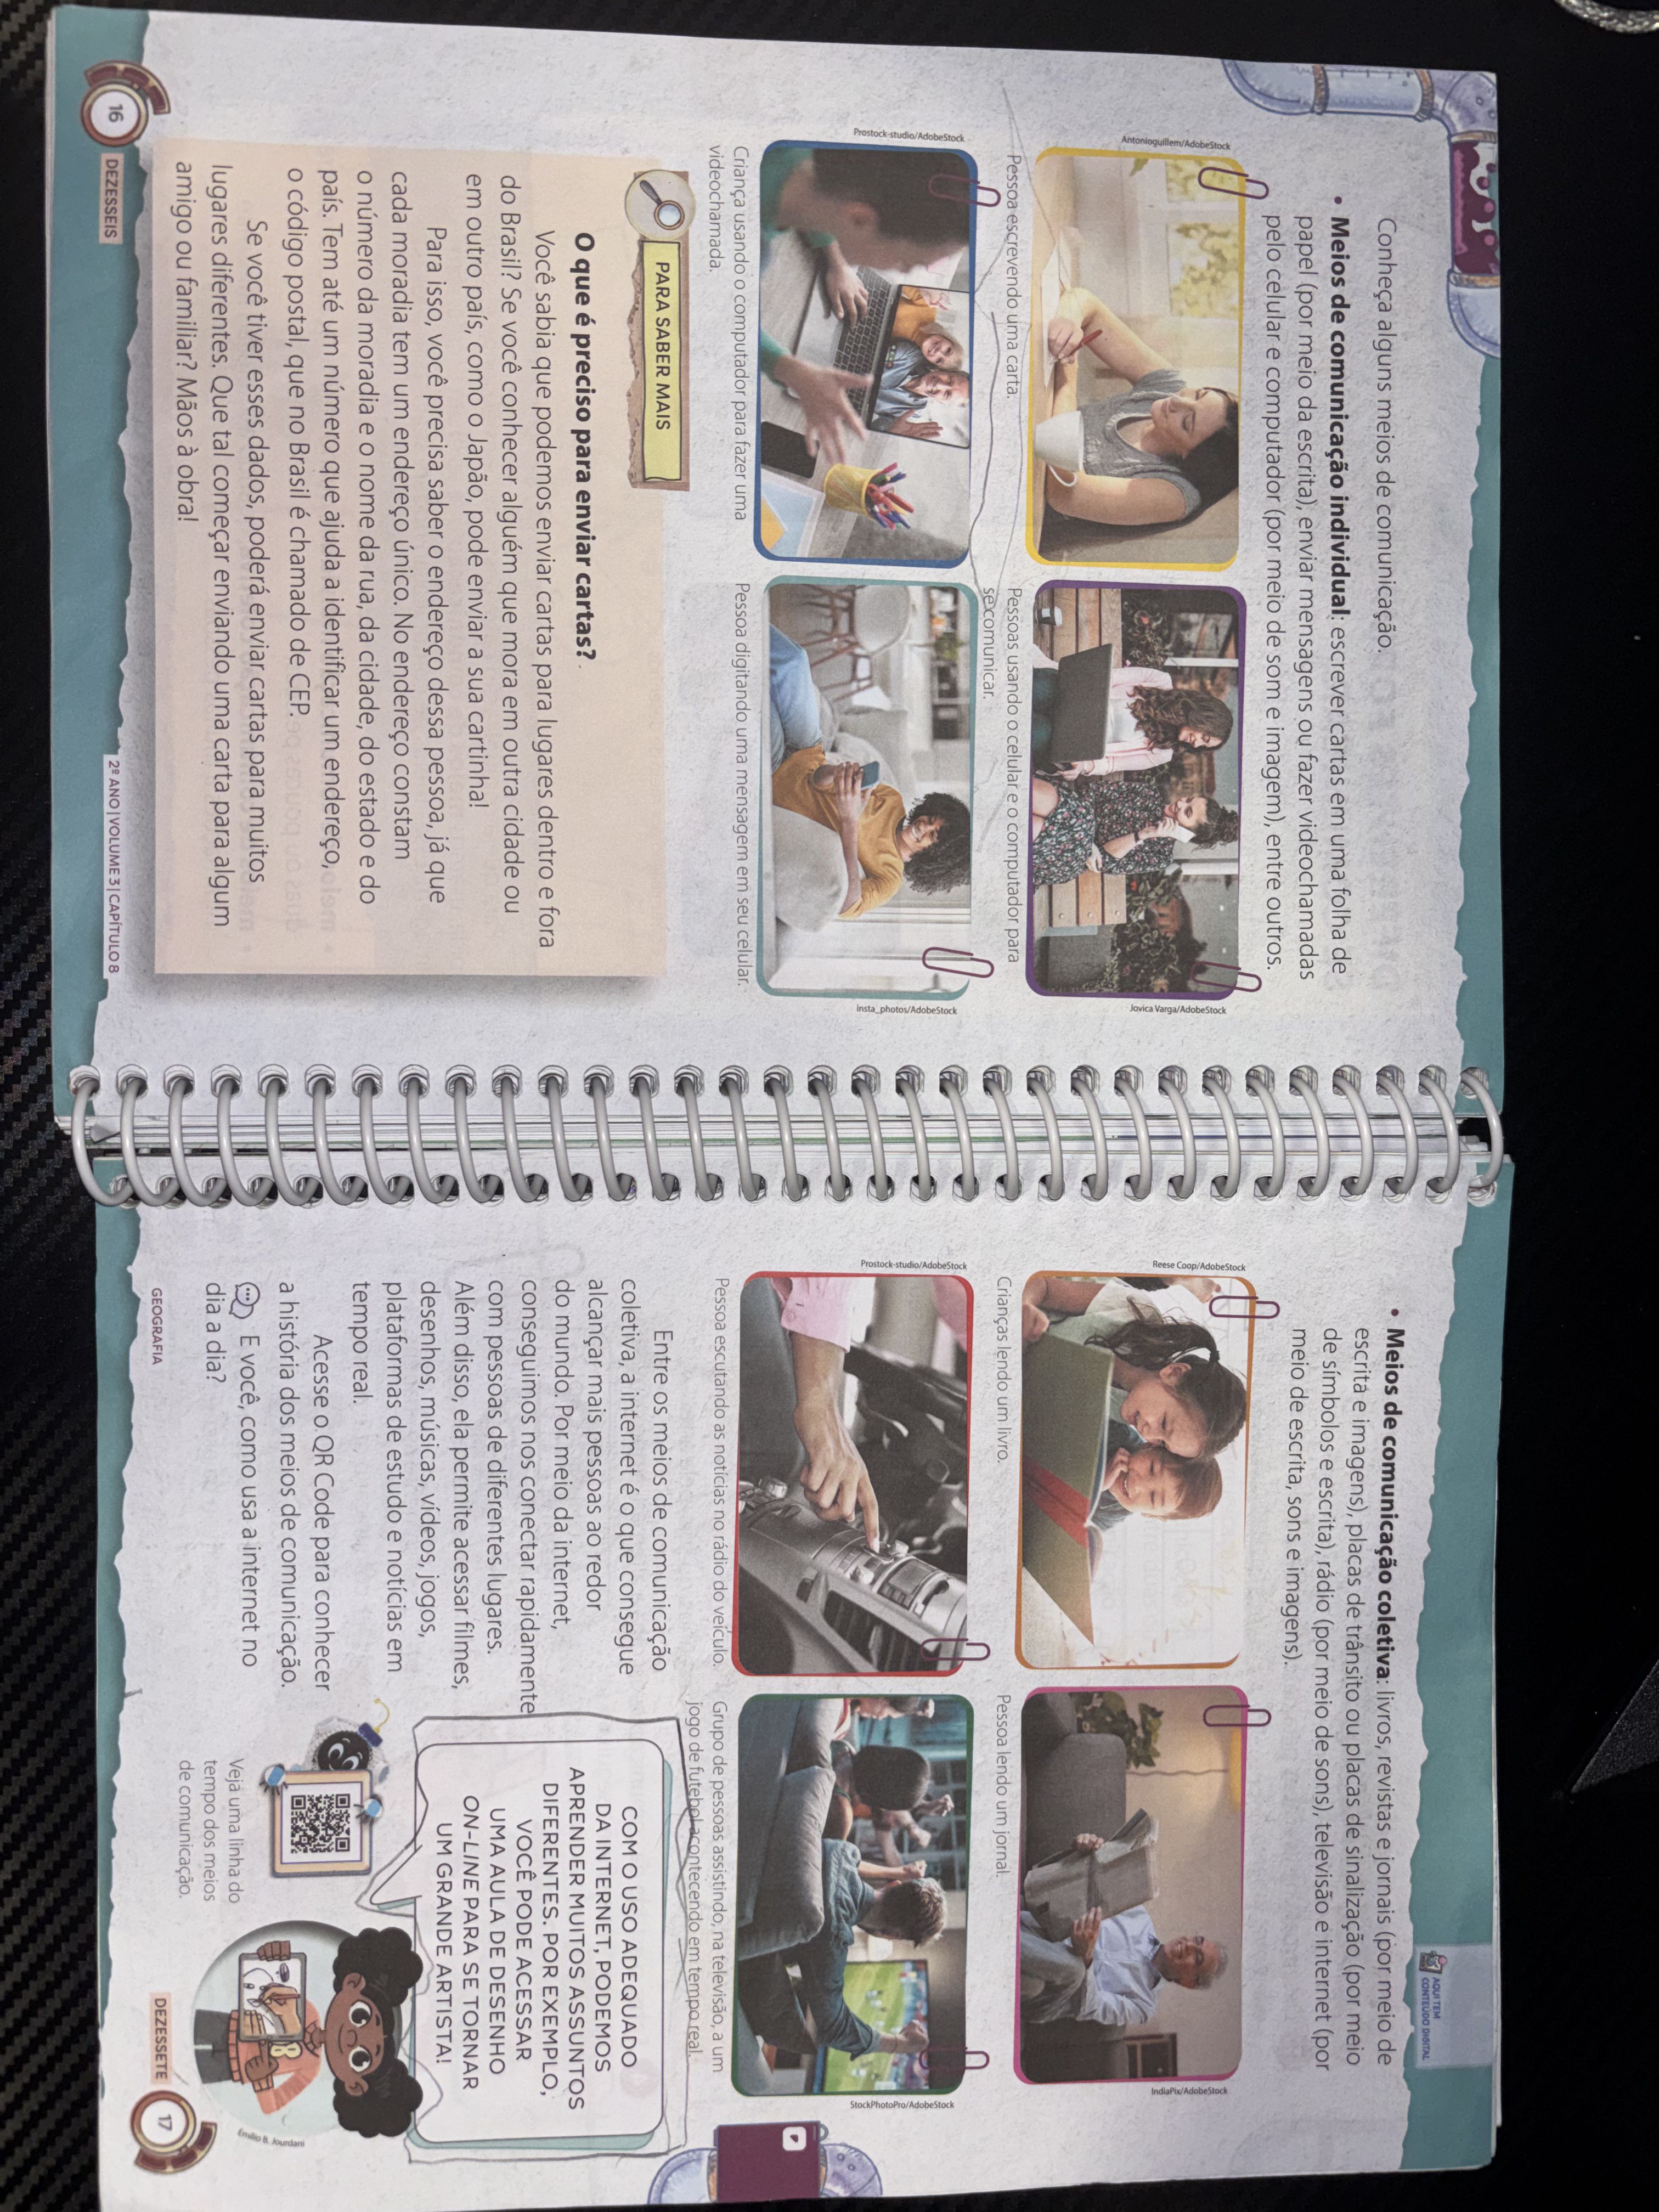 Conheça alguns meios de comunicação.
• Meios de comunicação individual: escrever cartas em uma folha de
papel (por meio da escrita), enviar mensagens ou fazer videochamadas
pelo celular e computador (por meio de som e imagem), entre outros.
Antonioguillem/AdobeStock
Jovica Varga/AdobeStock
Pessoa escrevendo uma carta.
Pessoas usando o celular e o computador para
se comunicar.
Prostock-studio/AdobeStock
insta_photos/AdobeStock
Criança usando o computador para fazer uma
videochamada.
Pessoa digitando uma mensagem em seu celular.
PARA SABER MAIS
O que é preciso para enviar cartas?
Você sabia que podemos enviar cartas para lugares dentro e fora
do Brasil? Se você conhecer alguém que mora em outra cidade ou
em outro país, como o Japão, pode enviar a sua cartinha!
Para isso, você precisa saber o endereço dessa pessoa, já que
cada moradia tem um endereço único. No endereço constam
o número da moradia e o nome da rua, da cidade, do estado e do
país. Tem até um número que ajuda a identificar um endereço,
o código postal, que no Brasil é chamado de CEP.
Se você tiver esses dados, poderá enviar cartas para muitos
lugares diferentes. Que tal começar enviando uma carta para algum
amigo ou familiar? Mãos à obra!
16
DEZESSEIS
2º ANO | VOLUME 3 | CAPÍTULO 8
AQUI TEM
CONTEÚDO DIGITAL
• Meios de comunicação coletiva: livros, revistas e jornais (por meio de
escrita e imagens), placas de trânsito ou placas de sinalização (por meio
de símbolos e escrita), rádio (por meio de sons), televisão e internet (por
meio de escrita, sons e imagens).
Reese Coop/AdobeStock
IndiaPix/AdobeStock
Crianças lendo um livro.
Pessoa lendo um jornal.
Prostock-studio/AdobeStock
StockPhotoPro/AdobeStock
Pessoa escutando as notícias no rádio do veículo.
Grupo de pessoas assistindo, na televisão, a um
jogo de futebol acontecendo em tempo real.
Entre os meios de comunicação
coletiva, a internet é o que consegue
alcançar mais pessoas ao redor
do mundo. Por meio da internet,
conseguimos nos conectar rapidamente
com pessoas de diferentes lugares.
Além disso, ela permite acessar filmes,
desenhos, músicas, vídeos, jogos,
plataformas de estudo e notícias em
tempo real.
Acesse o QR Code para conhecer
a história dos meios de comunicação.
E você, como usa a internet no
dia a dia?
COM O USO ADEQUADO
DA INTERNET, PODEMOS
APRENDER MUITOS ASSUNTOS
DIFERENTES. POR EXEMPLO,
VOCÊ PODE ACESSAR
UMA AULA DE DESENHO
ON-LINE PARA SE TORNAR
UM GRANDE ARTISTA!
Veja uma linha do
tempo dos meios
de comunicação.
Emilio B. Jourdani
GEOGRAFIA
DEZESSETE
17